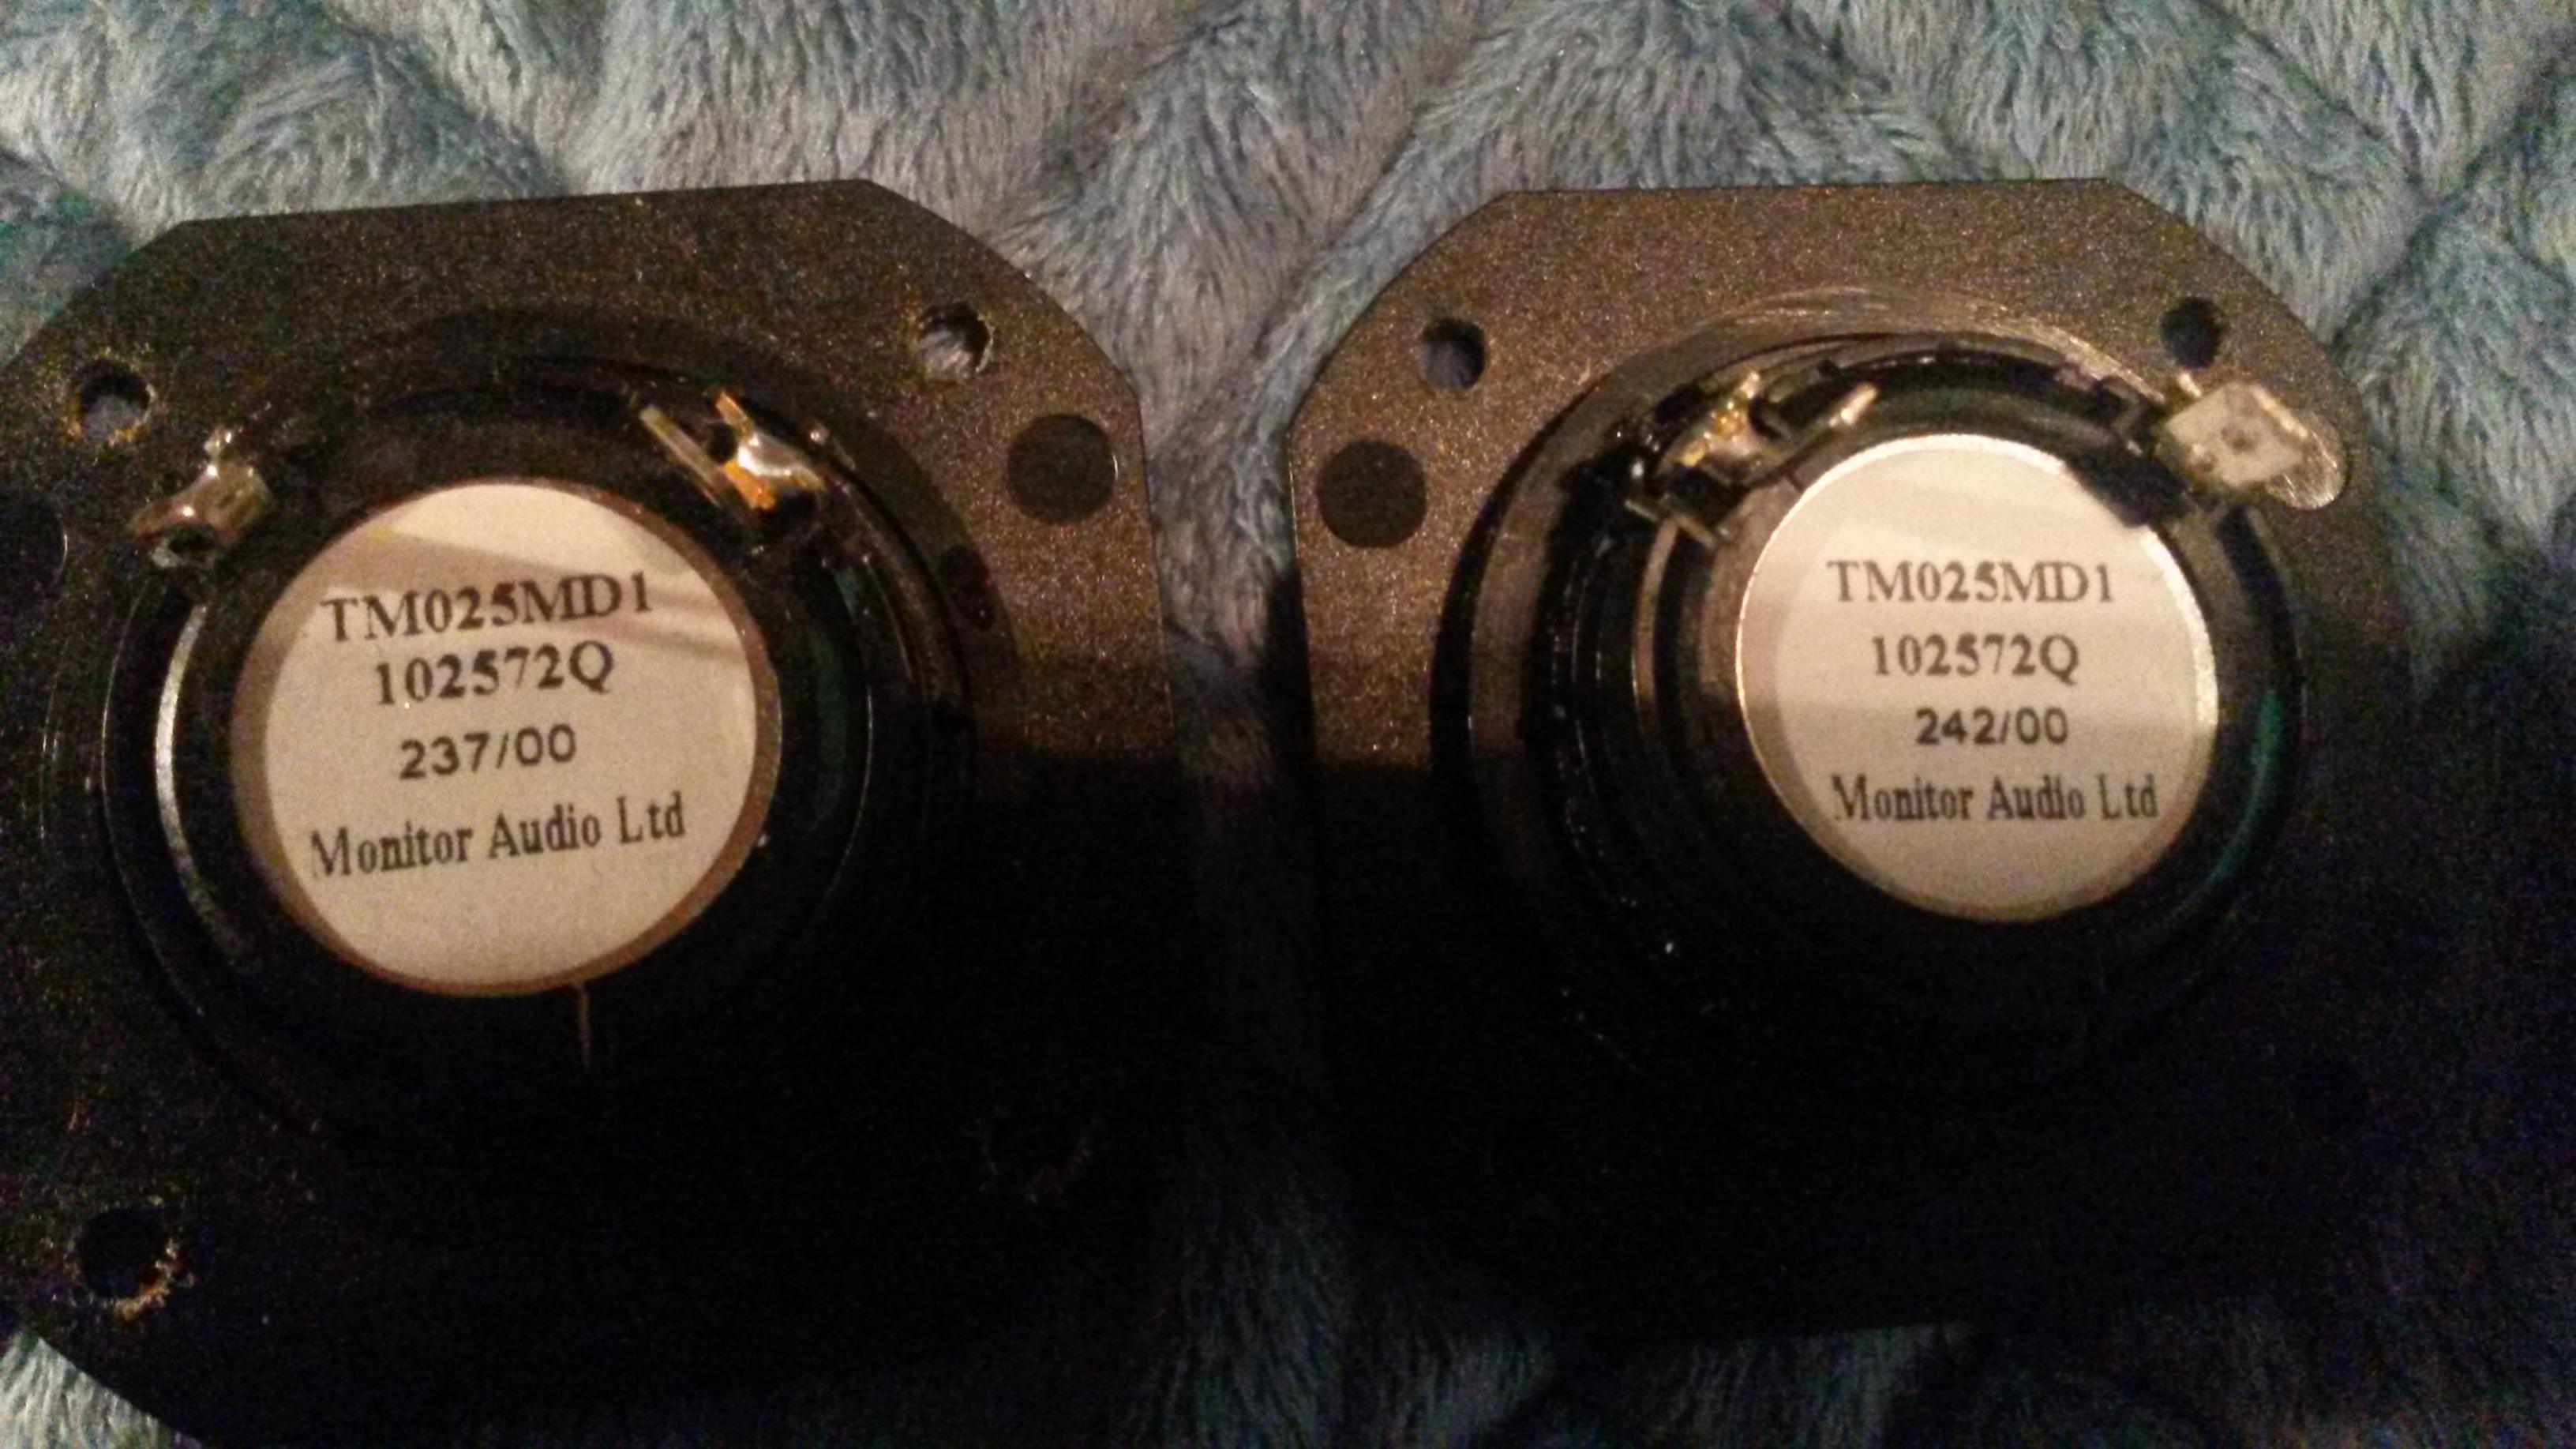 TM025MD1
102572Q
237/00
Monitor Audio Ltd
TM025MD1
102572Q
242/00
Monitor Audio Ltd